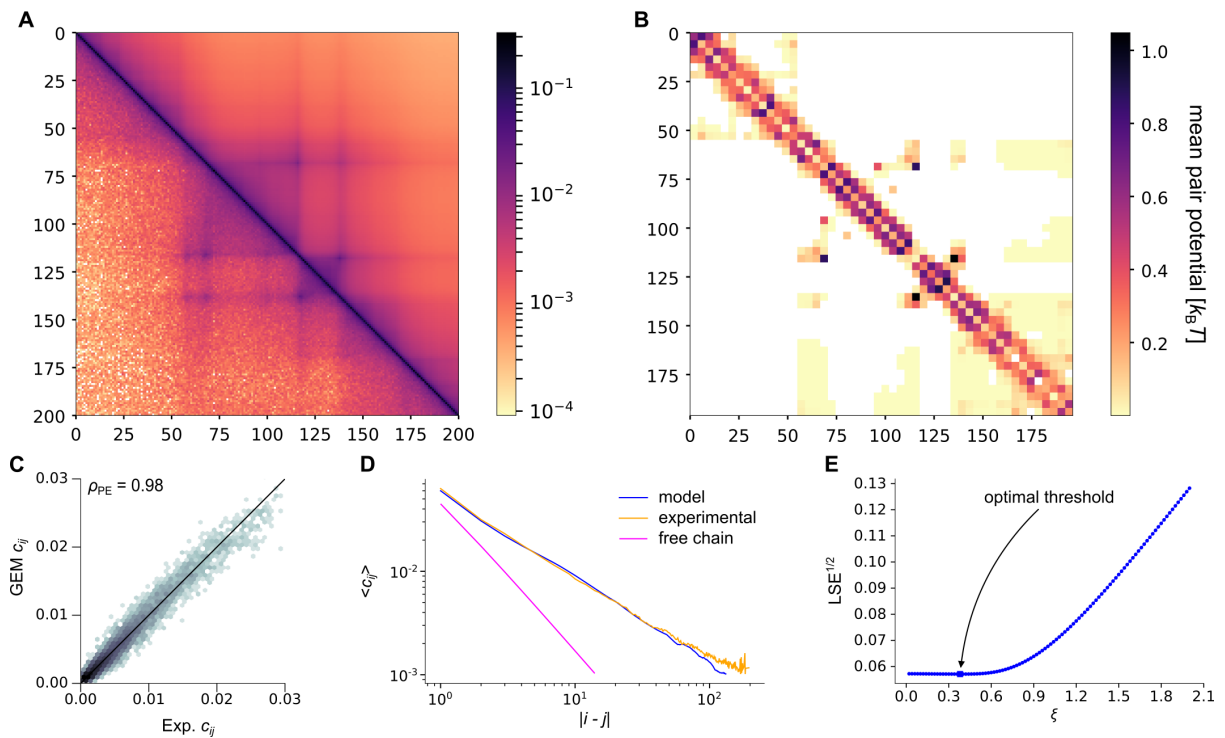 A
0
25
50
75
100
125
150
175
200
0 25 50 75 100 125 150 175 200
10⁻¹
10⁻²
10⁻³
10⁻⁴
B
0
25
50
75
100
125
150
175
0 25 50 75 100 125 150 175
1.0
0.8
0.6
0.4
0.2
mean pair potential [k_B T]
C
ρ_PE = 0.98
0.03
0.02
0.01
0.00
GEM c_ij
0.00 0.01 0.02 0.03
Exp. c_ij
D
model
experimental
free chain
<c_ij>
10⁻²
10⁻³
10⁰ 10¹ 10²
|i - j|
E
optimal threshold
LSE^1/2
0.13
0.12
0.11
0.10
0.09
0.08
0.07
0.06
0.0 0.3 0.6 0.9 1.2 1.5 1.8 2.1
ξ